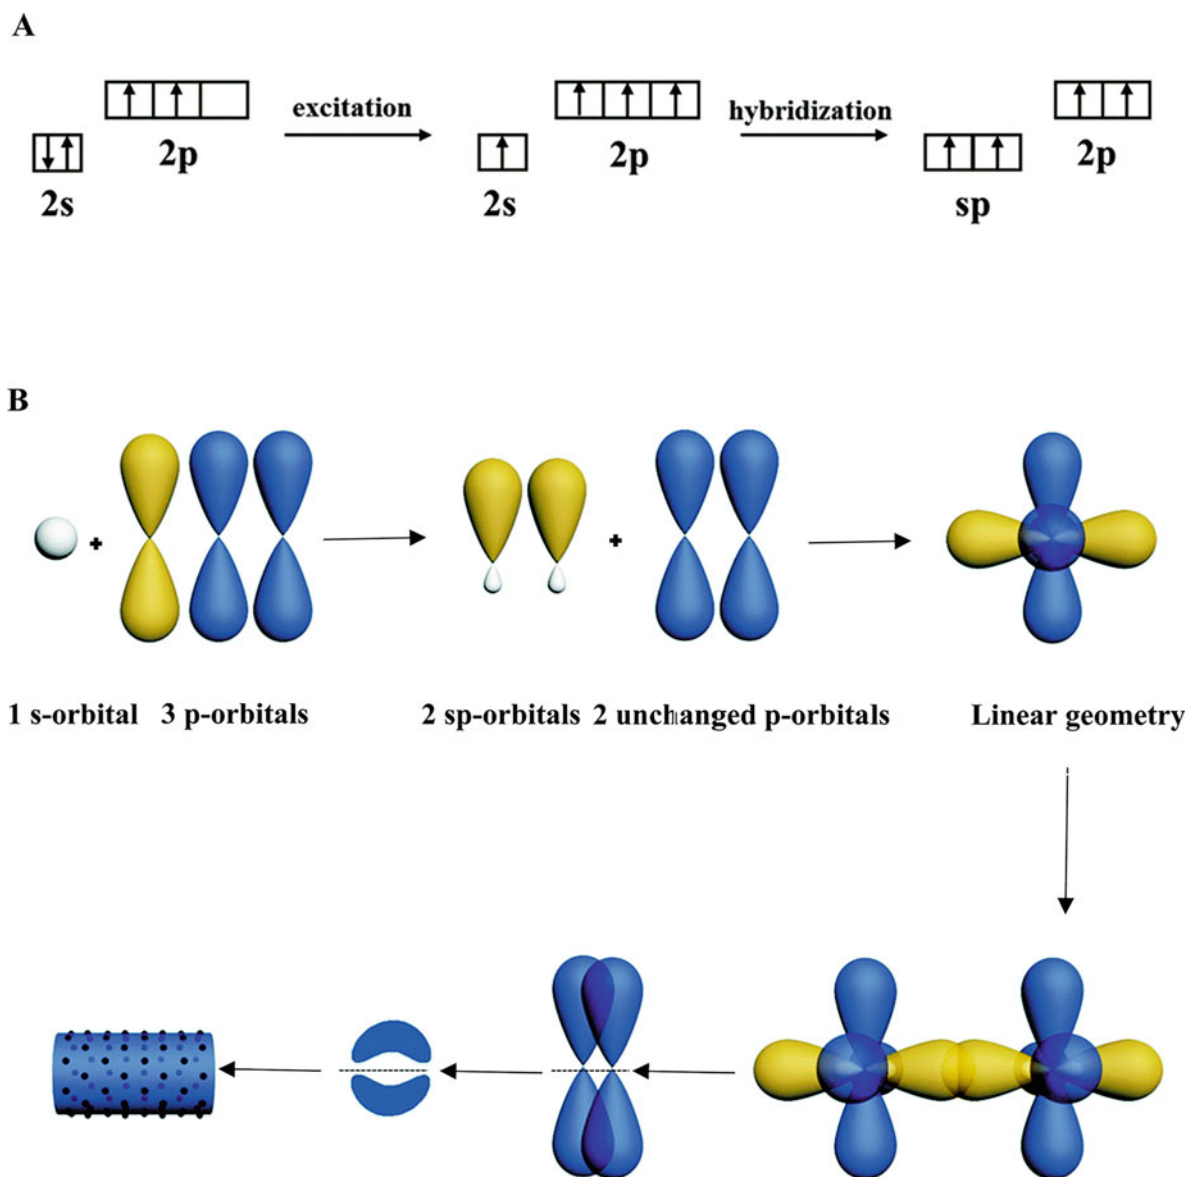 A
excitation
hybridization
2p
2s
2p
2s
2p
sp
B
+
+
1 s-orbital 3 p-orbitals 2 sp-orbitals 2 unchanged p-orbitals Linear geometry